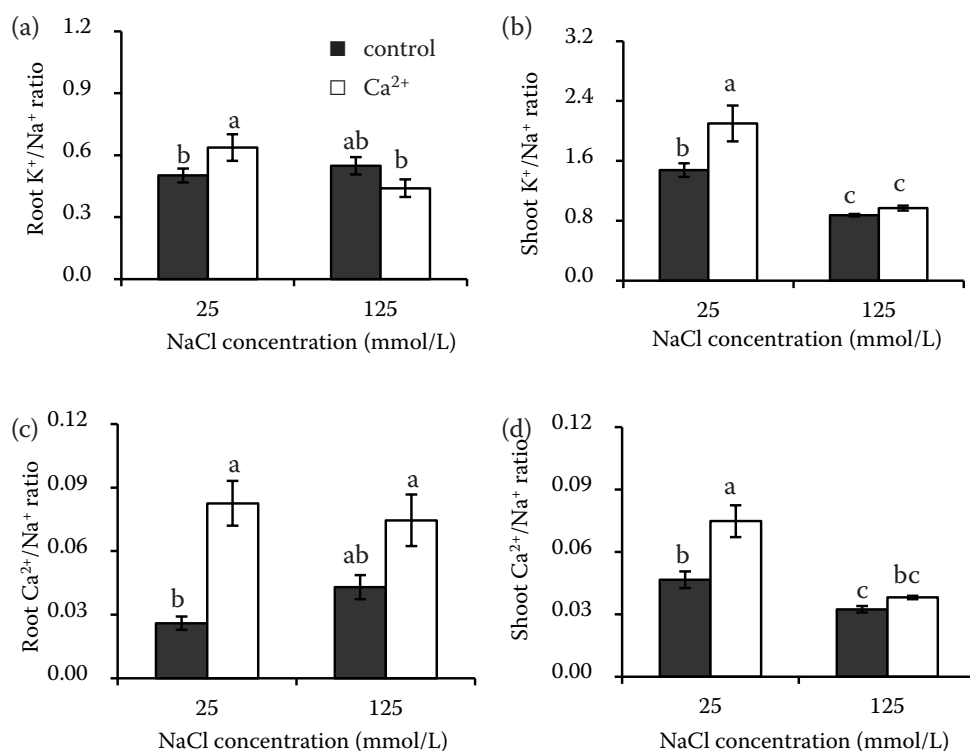 (a)
Root K⁺/Na⁺ ratio
1.2
0.9
0.6
0.3
0.0
control
Ca²⁺
b
a
ab
b
25
125
NaCl concentration (mmol/L)
(b)
Shoot K⁺/Na⁺ ratio
3.2
2.4
1.6
0.8
0.0
b
a
c
c
25
125
NaCl concentration (mmol/L)
(c)
Root Ca²⁺/Na⁺ ratio
0.12
0.09
0.06
0.03
0.00
b
a
ab
a
25
125
NaCl concentration (mmol/L)
(d)
Shoot Ca²⁺/Na⁺ ratio
0.12
0.09
0.06
0.03
0.00
b
a
c
bc
25
125
NaCl concentration (mmol/L)